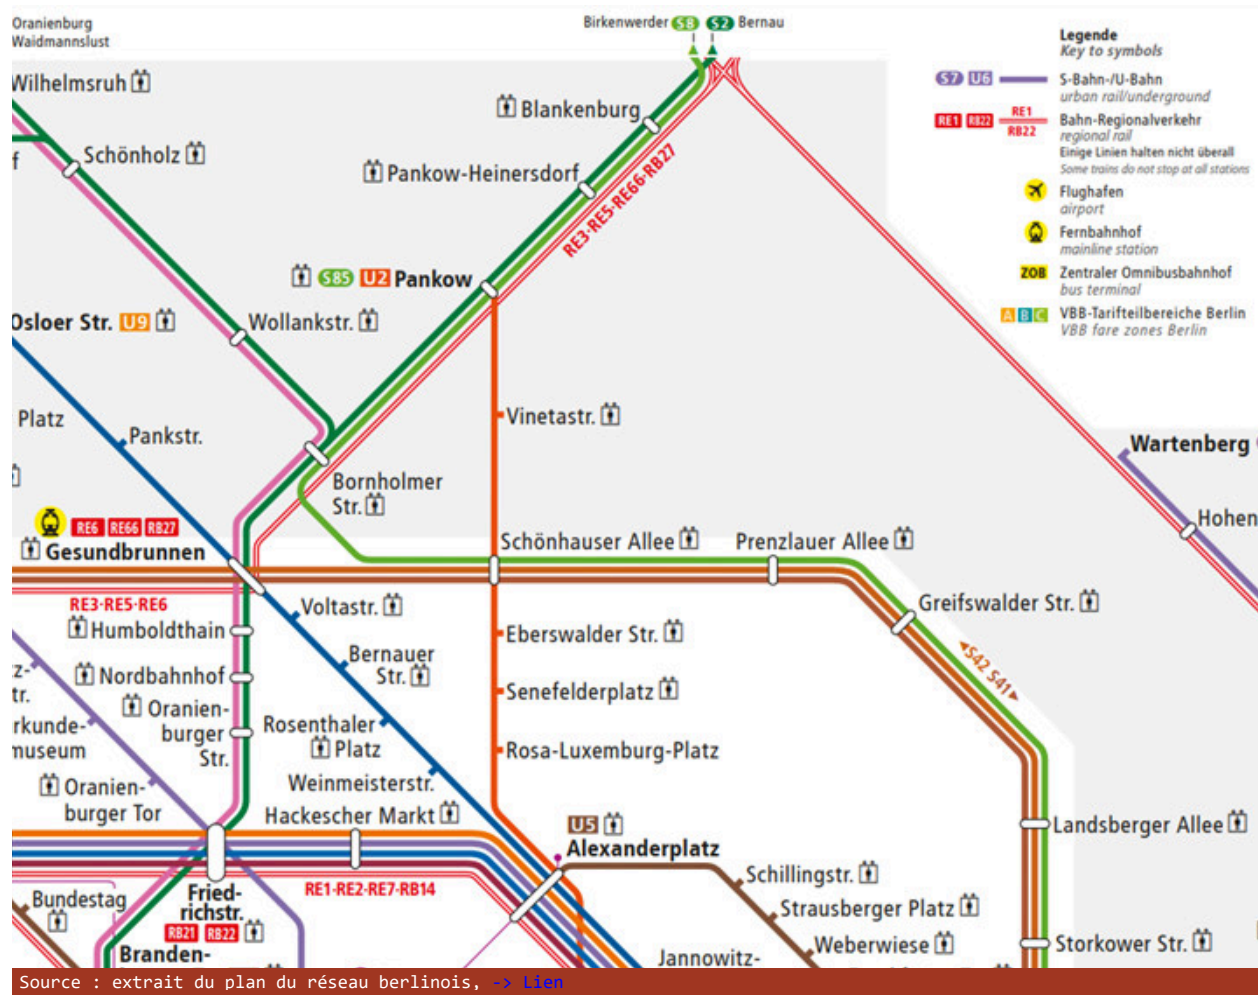 Oranienburg
Waidmannslust
Birkenwerder S8 S2 Bernau
Legende
Key to symbols
S7 U6 S-Bahn-/U-Bahn
urban rail/underground
RE1 RB22 RE1 RB22 Bahn-Regionalverkehr
regional rail
Einige Linien halten nicht überall
Some trains do not stop at all stations
Flughafen
airport
Fernbahnhof
mainline station
ZOB Zentraler Omnibusbahnhof
bus terminal
A B C VBB-Tarifteilbereiche Berlin
VBB fare zones Berlin
Wilhelmsruh
Blankenburg
f
Schönholz
Pankow-Heinersdorf
RE3·RE5·RE66·RB27
S85 U2 Pankow
Osloer Str. U9
Wollankstr.
Platz
Pankstr.
Vinetastr.
Wartenberg
Bornholmer
Str.
Hohen
RE6 RE66 RB27
Gesundbrunnen
Schönhauser Allee
Prenzlauer Allee
RE3·RE5·RE6
Humboldthain
Voltastr.
Greifswalder Str.
Eberswalder Str.
S42 S41
Bernauer
Str.
z-
tr.
Nordbahnhof
Senefelderplatz
Oranien-
burger
Str.
rkunde-
museum
Rosenthaler
Platz
Rosa-Luxemburg-Platz
Weinmeisterstr.
Oranien-
burger Tor
Hackescher Markt
U5
Alexanderplatz
Landsberger Allee
RE1·RE2·RE7·RB14
Schillingstr.
Bundestag
Fried-
richstr.
RB21 RB22
Strausberger Platz
Weberwiese
Storkower Str.
Branden-
Jannowitz-
Source : extrait du plan du réseau berlinois, -> Lien